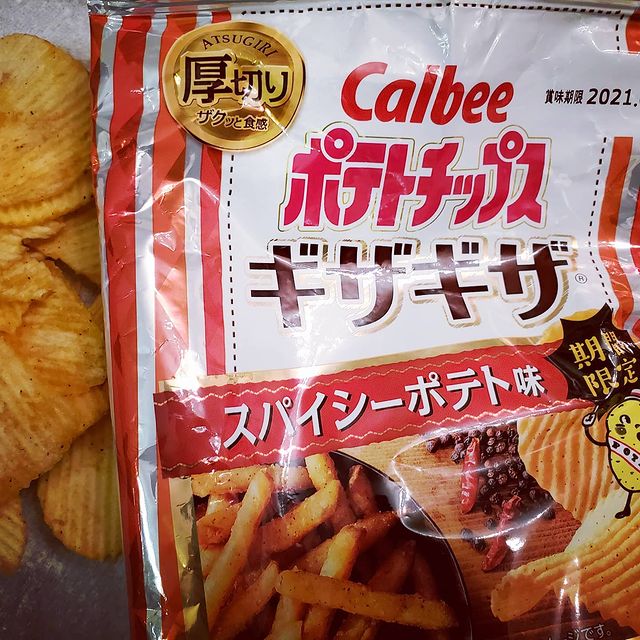 ATSUGIRI
厚切り
ザクッと食感
Calbee
賞味期限 2021.
ポテトチップス
ギザギザ®
期間
限定
スパイシーポテト味
です。